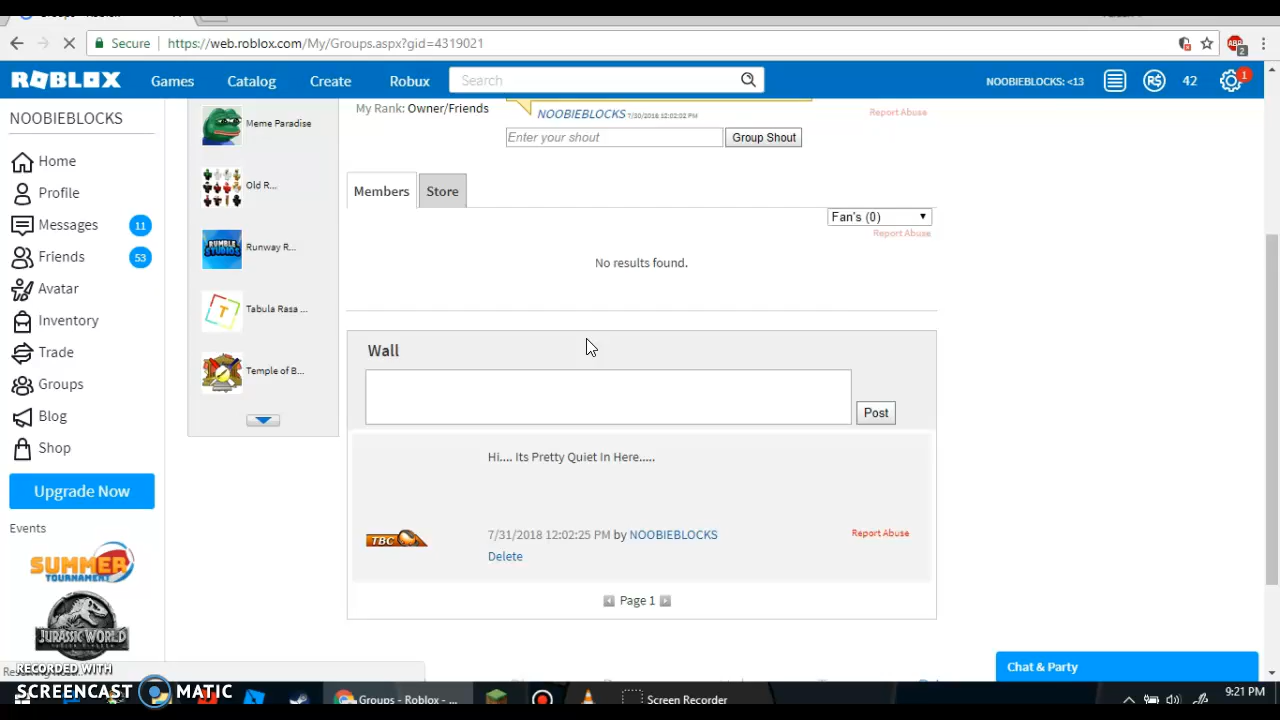 Secure
https://web.roblox.com/My/Groups.aspx?gid=4319021
ROBLOX
Games
Catalog
Create
Robux
Search
NOOBIEBLOCKS: <13
R$
42
1
NOOBIEBLOCKS
Home
Profile
Messages
11
Friends
53
Avatar
Inventory
Trade
Groups
Blog
Shop
Upgrade Now
Events
SUMMER
TOURNAMENT
JURASSIC WORLD
Meme Paradise
Old R...
RUMBLE STUDIOS
Runway R...
T
Tabula Rasa ...
Temple of B...
My Rank: Owner/Friends
NOOBIEBLOCKS 7/30/2018 12:02:02 PM
Report Abuse
Enter your shout
Group Shout
Members
Store
Fan's (0)
Report Abuse
No results found.
Wall
Post
Hi.... Its Pretty Quiet In Here.....
TBC
7/31/2018 12:02:25 PM by NOOBIEBLOCKS
Report Abuse
Delete
Page 1
Chat & Party
RECORDED WITH
SCREENCAST MATIC
Groups - Roblox - ...
Screen Recorder
9:21 PM